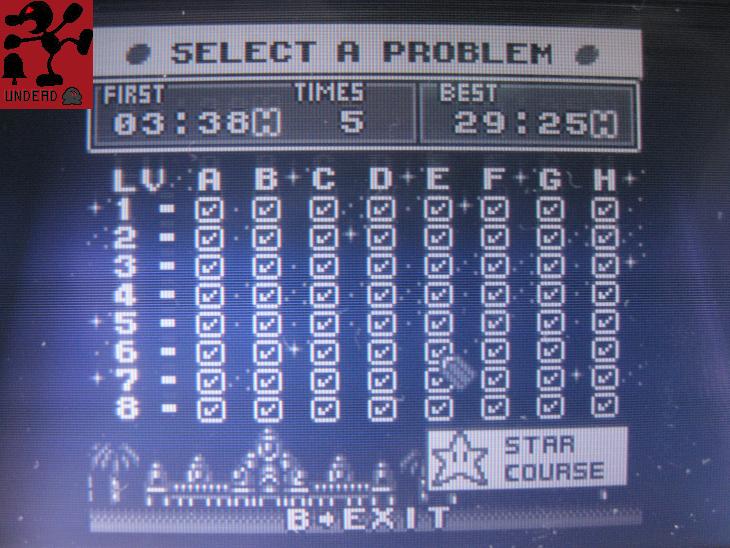 UNDEAD
SELECT A PROBLEM
FIRST TIMES BEST
03:38 5 29:25
LV. A B C D E F G H
1 -
2 -
3 -
4 -
5 -
6 -
7 -
8 -
STAR
COURSE
B→EXIT